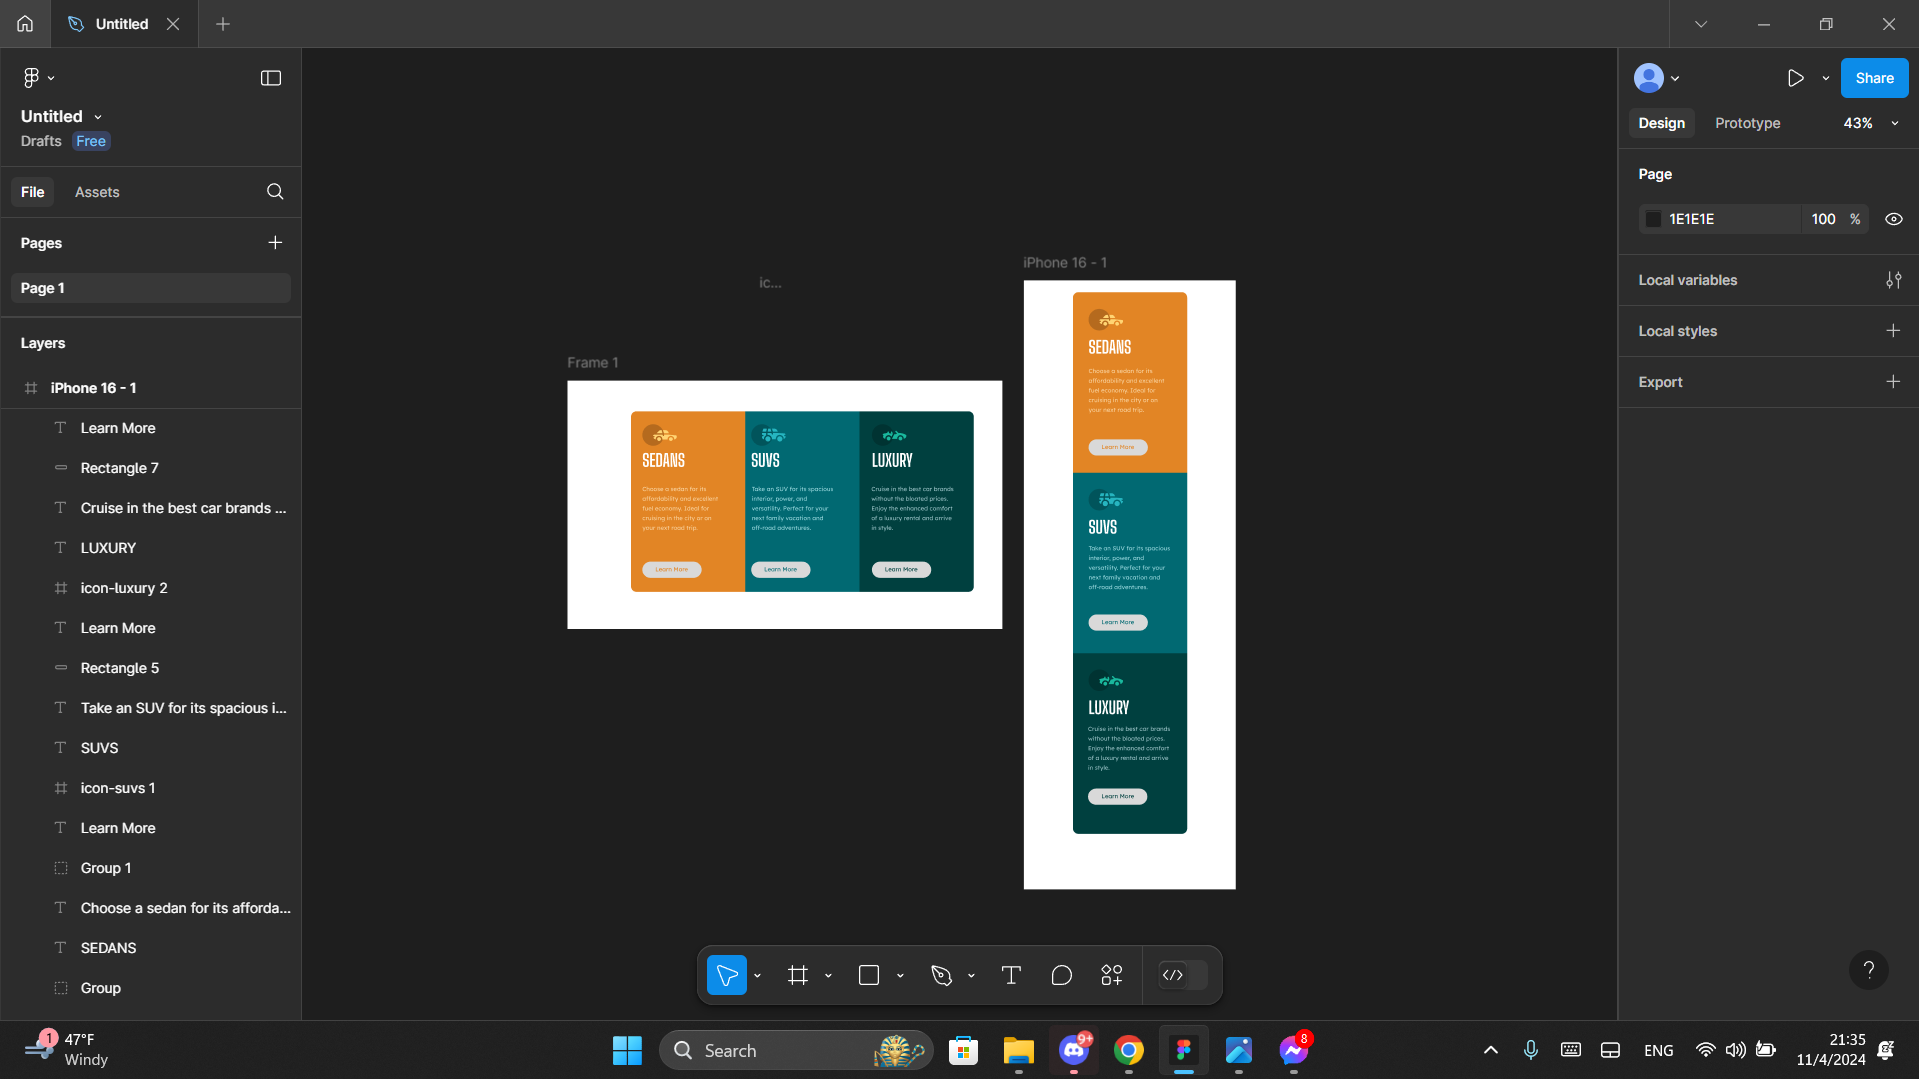 Untitled
Untitled
Drafts
Free
File
Assets
Pages
Page 1
Layers
iPhone 16 - 1
Learn More
Rectangle 7
Cruise in the best car brands ...
LUXURY
icon-luxury 2
Learn More
Rectangle 5
Take an SUV for its spacious i...
SUVS
icon-suvs 1
Learn More
Group 1
Choose a sedan for its afforda...
SEDANS
Group
ic...
Frame 1
SEDANS
Choose a sedan for its
affordability and excellent
fuel economy. Ideal for
cruising in the city or on
your next road trip.
Learn More
SUVS
Take an SUV for its spacious
interior, power, and
versatility. Perfect for your
next family vacation and
off-road adventures.
Learn More
LUXURY
Cruise in the best car brands
without the bloated prices.
Enjoy the enhanced comfort
of a luxury rental and arrive
in style.
Learn More
iPhone 16 - 1
SEDANS
Choose a sedan for its
affordability and excellent
fuel economy. Ideal for
cruising in the city or on
your next road trip.
Learn More
SUVS
Take an SUV for its spacious
interior, power, and
versatility. Perfect for your
next family vacation and
off-road adventures.
Learn More
LUXURY
Cruise in the best car brands
without the bloated prices.
Enjoy the enhanced comfort
of a luxury rental and arrive
in style.
Learn More
Share
Design
Prototype
43%
Page
1E1E1E
100 %
Local variables
Local styles
Export
?
1
47°F
Windy
Search
9+
8
ENG
21:35
11/4/2024